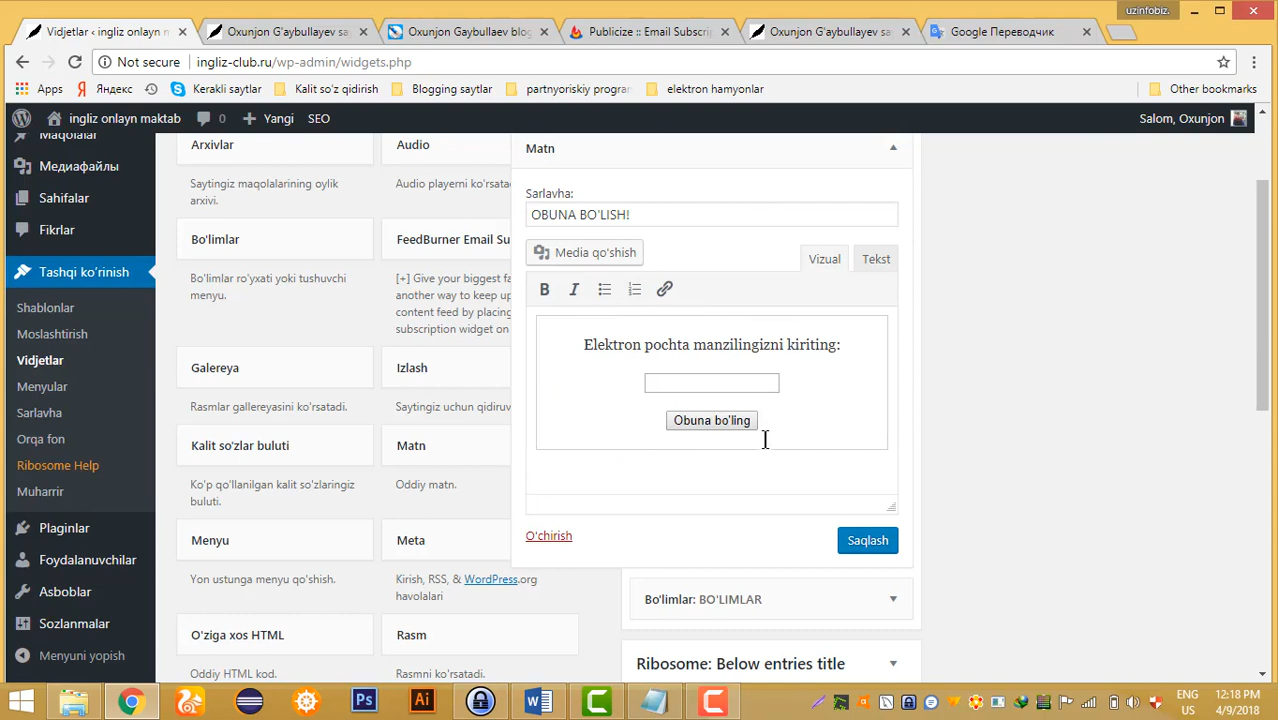 uzinfobiz.
Vidjetlar ‹ ingliz onlayn m
Oxunjon G'aybullayev say
Oxunjon Gaybullaev blog
Publicize :: Email Subscrip
Oxunjon G'aybullayev say
Google Переводчик
Not secure
ingliz-club.ru/wp-admin/widgets.php
Apps
Яндекс
Kerakli saytlar
Kalit so'z qidirish
Blogging saytlar
partnyoriskiy progran
elektron hamyonlar
Other bookmarks
ingliz onlayn maktab
0
Yangi
SEO
Salom, Oxunjon
Maqolalar
Медиафайлы
Sahifalar
Fikrlar
Tashqi ko'rinish
Shablonlar
Moslashtirish
Vidjetlar
Menyular
Sarlavha
Orqa fon
Ribosome Help
Muharrir
Plaginlar
Foydalanuvchilar
Asboblar
Sozlanmalar
Menyuni yopish
Arxivlar
Saytingiz maqolalarining oylik
arxivi.
Bo'limlar
Bo'limlar ro'yxati yoki tushuvchi
menyu.
Galereya
Rasmlar gallereyasini ko'rsatadi.
Kalit so'zlar buluti
Ko'p qo'llanilgan kalit so'zlaringiz
buluti.
Menyu
Yon ustunga menyu qo'shish.
O'ziga xos HTML
Oddiy HTML kod.
Audio
Audio playerni ko'rsata
FeedBurner Email Su
[+] Give your biggest fa
another way to keep up
content feed by placing
subscription widget on
Izlash
Saytingiz uchun qidiruv
Matn
Oddiy matn.
Meta
Kirish, RSS, & WordPress.org
havolalari
Rasm
Rasmni ko'rsatadi.
Matn
Sarlavha:
OBUNA BO'LISH!
Media qo'shish
Vizual
Tekst
B
I
Elektron pochta manzilingizni kiriting:
Obuna bo'ling
O'chirish
Saqlash
Bo'limlar: BO'LIMLAR
Ribosome: Below entries title
Ps
Ai
ENG
US
12:18 PM
4/9/2018